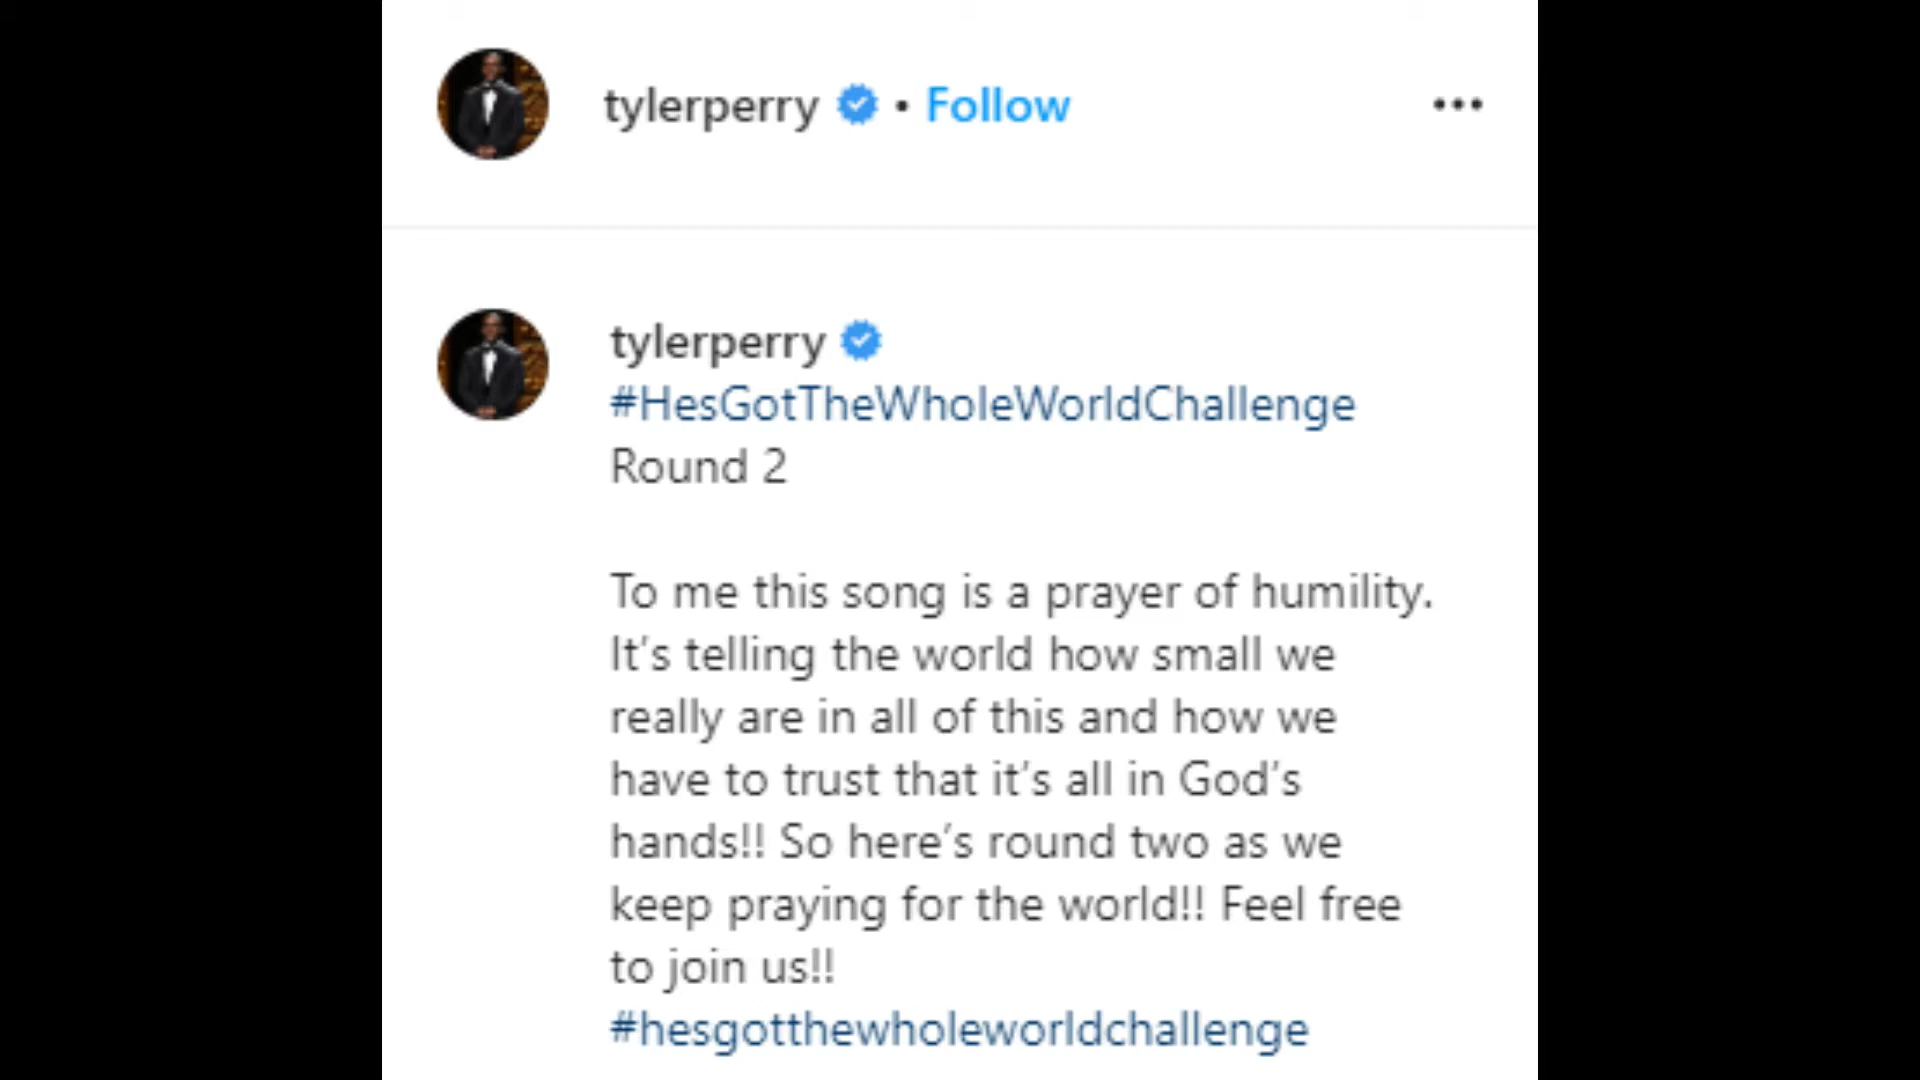 tylerperry • Follow
tylerperry
#HesGotTheWholeWorldChallenge
Round 2
To me this song is a prayer of humility.
It's telling the world how small we
really are in all of this and how we
have to trust that it's all in God's
hands!! So here's round two as we
keep praying for the world!! Feel free
to join us!!
#hesgotthewholeworldchallenge